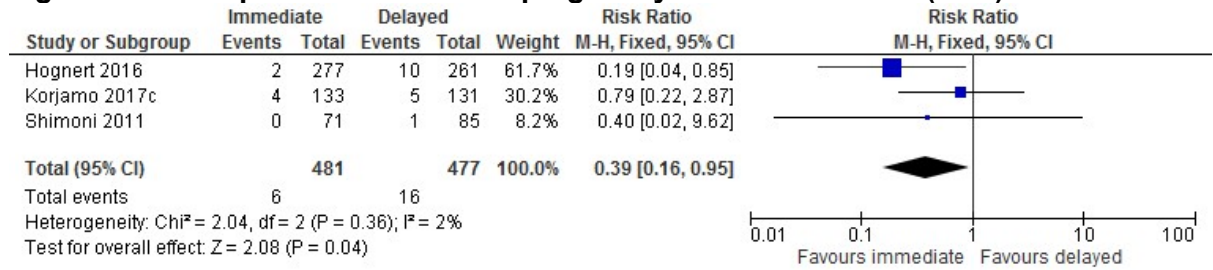 Immediate Delayed Risk Ratio Risk Ratio
Study or Subgroup Events Total Events Total Weight M-H, Fixed, 95% CI M-H, Fixed, 95% CI
Hognert 2016 2 277 10 261 61.7% 0.19 [0.04, 0.85]
Korjamo 2017c 4 133 5 131 30.2% 0.79 [0.22, 2.87]
Shimoni 2011 0 71 1 85 8.2% 0.40 [0.02, 9.62]
Total (95% CI) 481 477 100.0% 0.39 [0.16, 0.95]
Total events 6 16
Heterogeneity: Chi² = 2.04, df = 2 (P = 0.36); I² = 2%
Test for overall effect: Z = 2.08 (P = 0.04)
0.01 0.1 1 10 100
Favours immediate Favours delayed